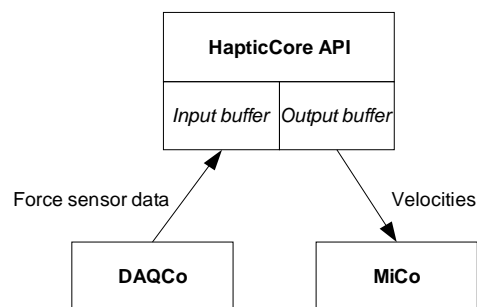 HapticCore API
Input buffer
Output buffer
Force sensor data
Velocities
DAQCo
MiCo